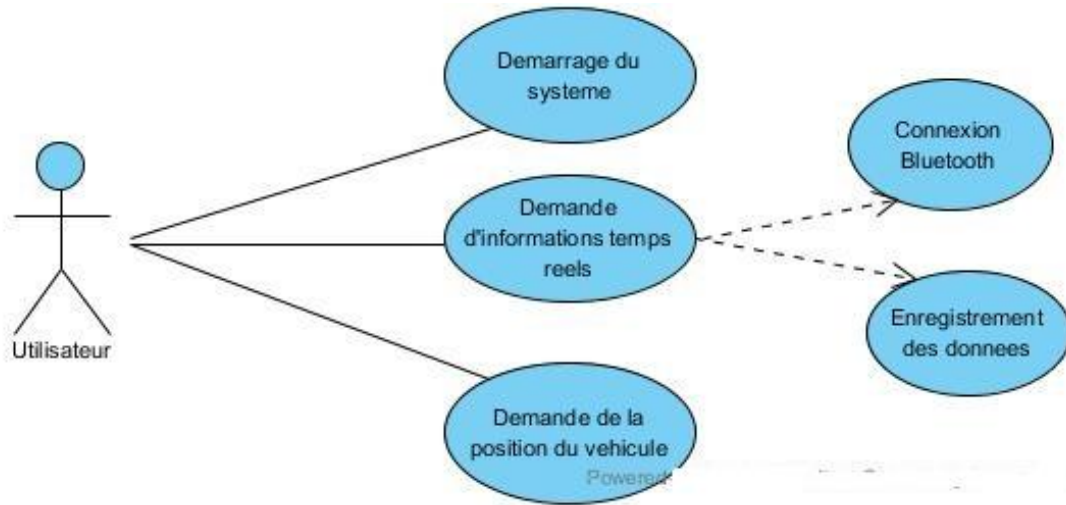 Demarrage du
systeme
Connexion
Bluetooth
Demande
d'informations temps
reels
Utilisateur
Enregistrement
des donnees
Demande de la
position du vehicule
Powered